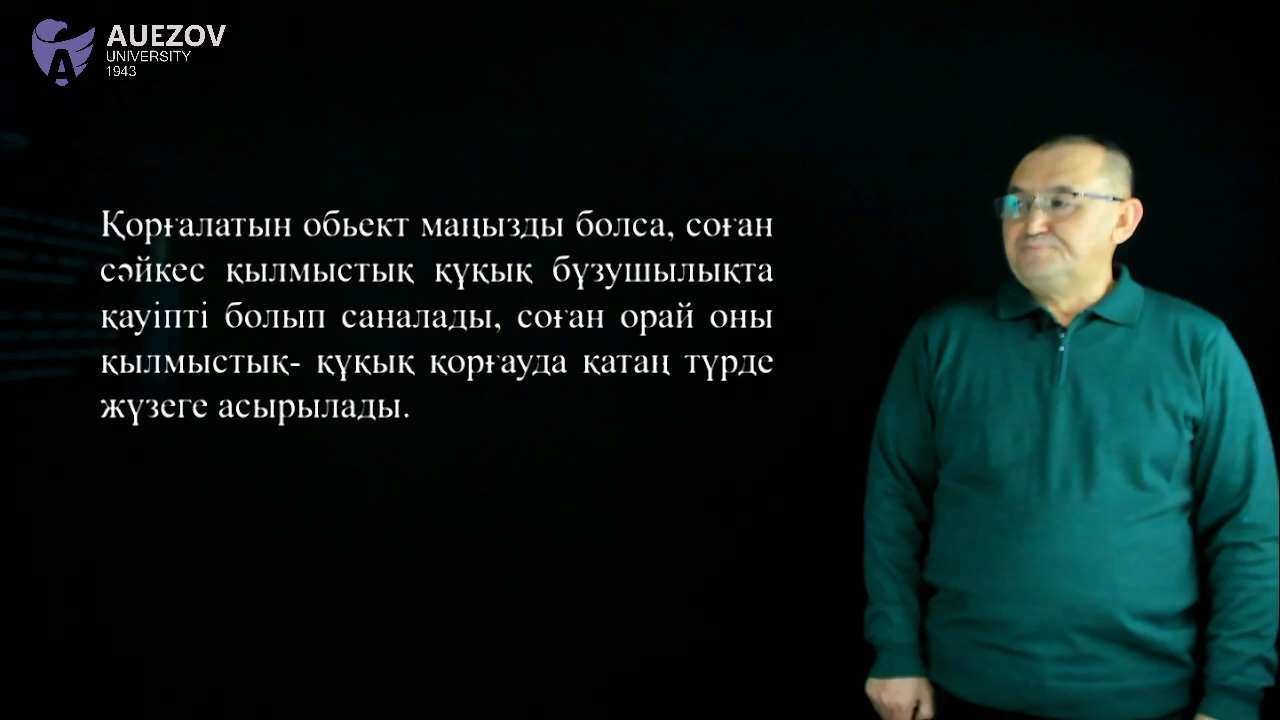 AUEZOV
UNIVERSITY
1943
Қорғалатын обьект маңызды болса, соған
сәйкес қылмыстық құқық бұзушылықта
қауіпті болып саналады, соған орай оны
қылмыстық- құқық қорғауда қатаң түрде
жүзеге асырылады.